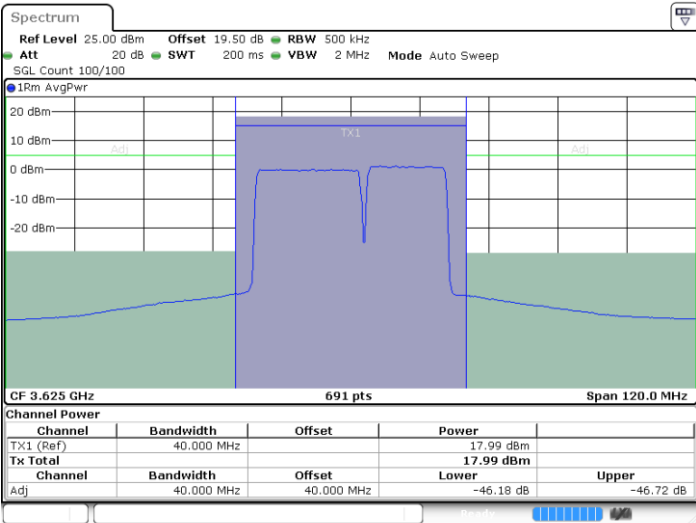 Spectrum
Ref Level 25.00 dBm Offset 19.50 dB RBW 500 kHz
Att 20 dB SWT 200 ms VBW 2 MHz Mode Auto Sweep
SGL Count 100/100
1Rm AvgPwr
20 dBm
TX1
10 dBm
Adj Adj
0 dBm
-10 dBm
-20 dBm
CF 3.625 GHz 691 pts Span 120.0 MHz
Channel Power
Channel Bandwidth Offset Power
TX1 (Ref) 40.000 MHz 17.99 dBm
Tx Total 17.99 dBm
Channel Bandwidth Offset Lower Upper
Adj 40.000 MHz 40.000 MHz -46.18 dB -46.72 dB
Ready